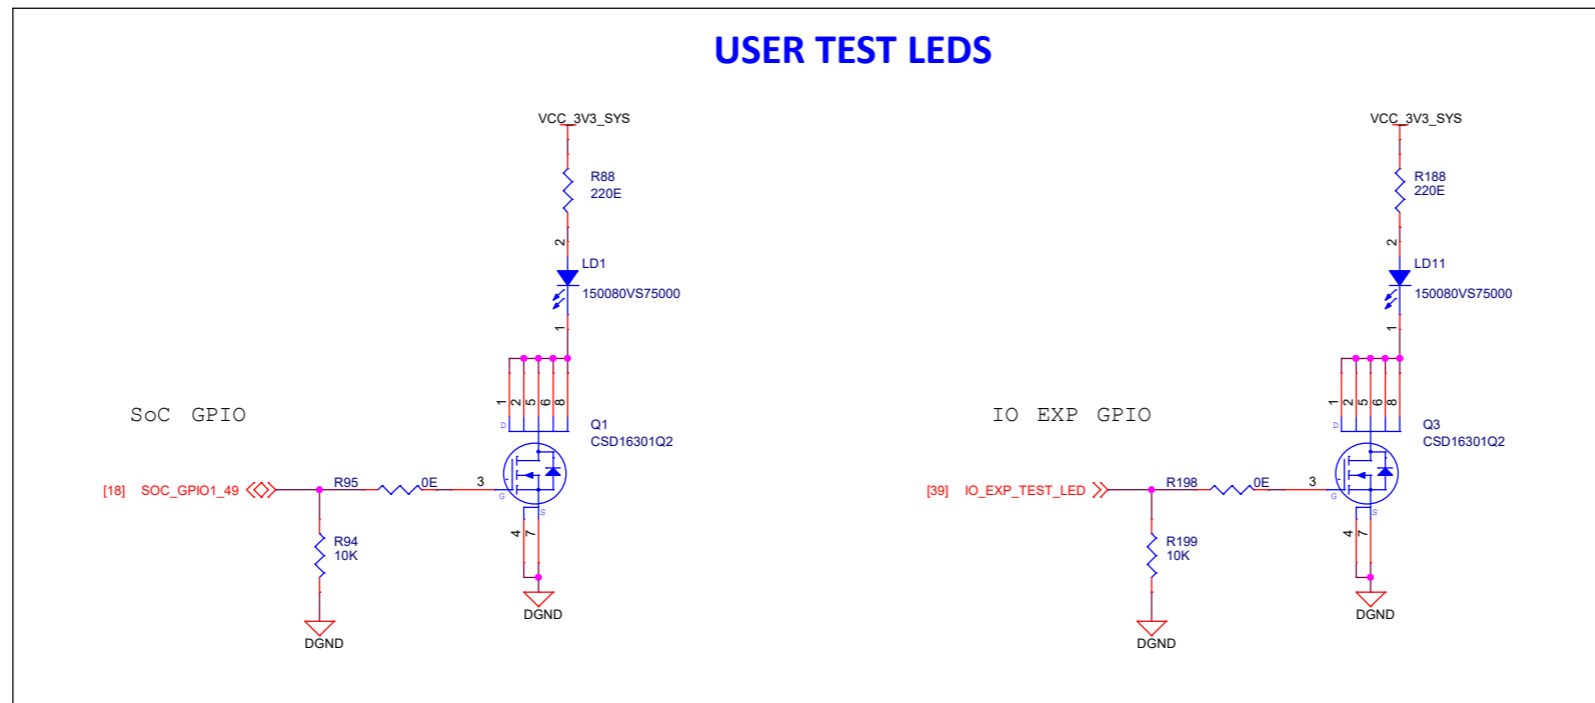 USER TEST LEDS
VCC_3V3_SYS
R88
220E
2
LD1
150080VS75000
1
1 2 5 6 8
D
SoC GPIO
Q1
CSD16301Q2
[18] SOC_GPIO1_49
R95 0E
3
G
S
4 7
R94
10K
DGND
DGND
VCC_3V3_SYS
R188
220E
2
LD11
150080VS75000
1
1 2 5 6 8
D
IO EXP GPIO
Q3
CSD16301Q2
[39] IO_EXP_TEST_LED
R198 0E
3
G
S
4 7
R199
10K
DGND
DGND